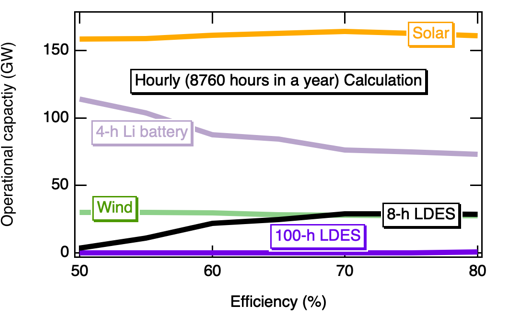 150
100
50
0
Operational capactiy (GW)
Solar
Hourly (8760 hours in a year) Calculation
4-h Li battery
Wind
8-h LDES
100-h LDES
50
60
70
80
Efficiency (%)